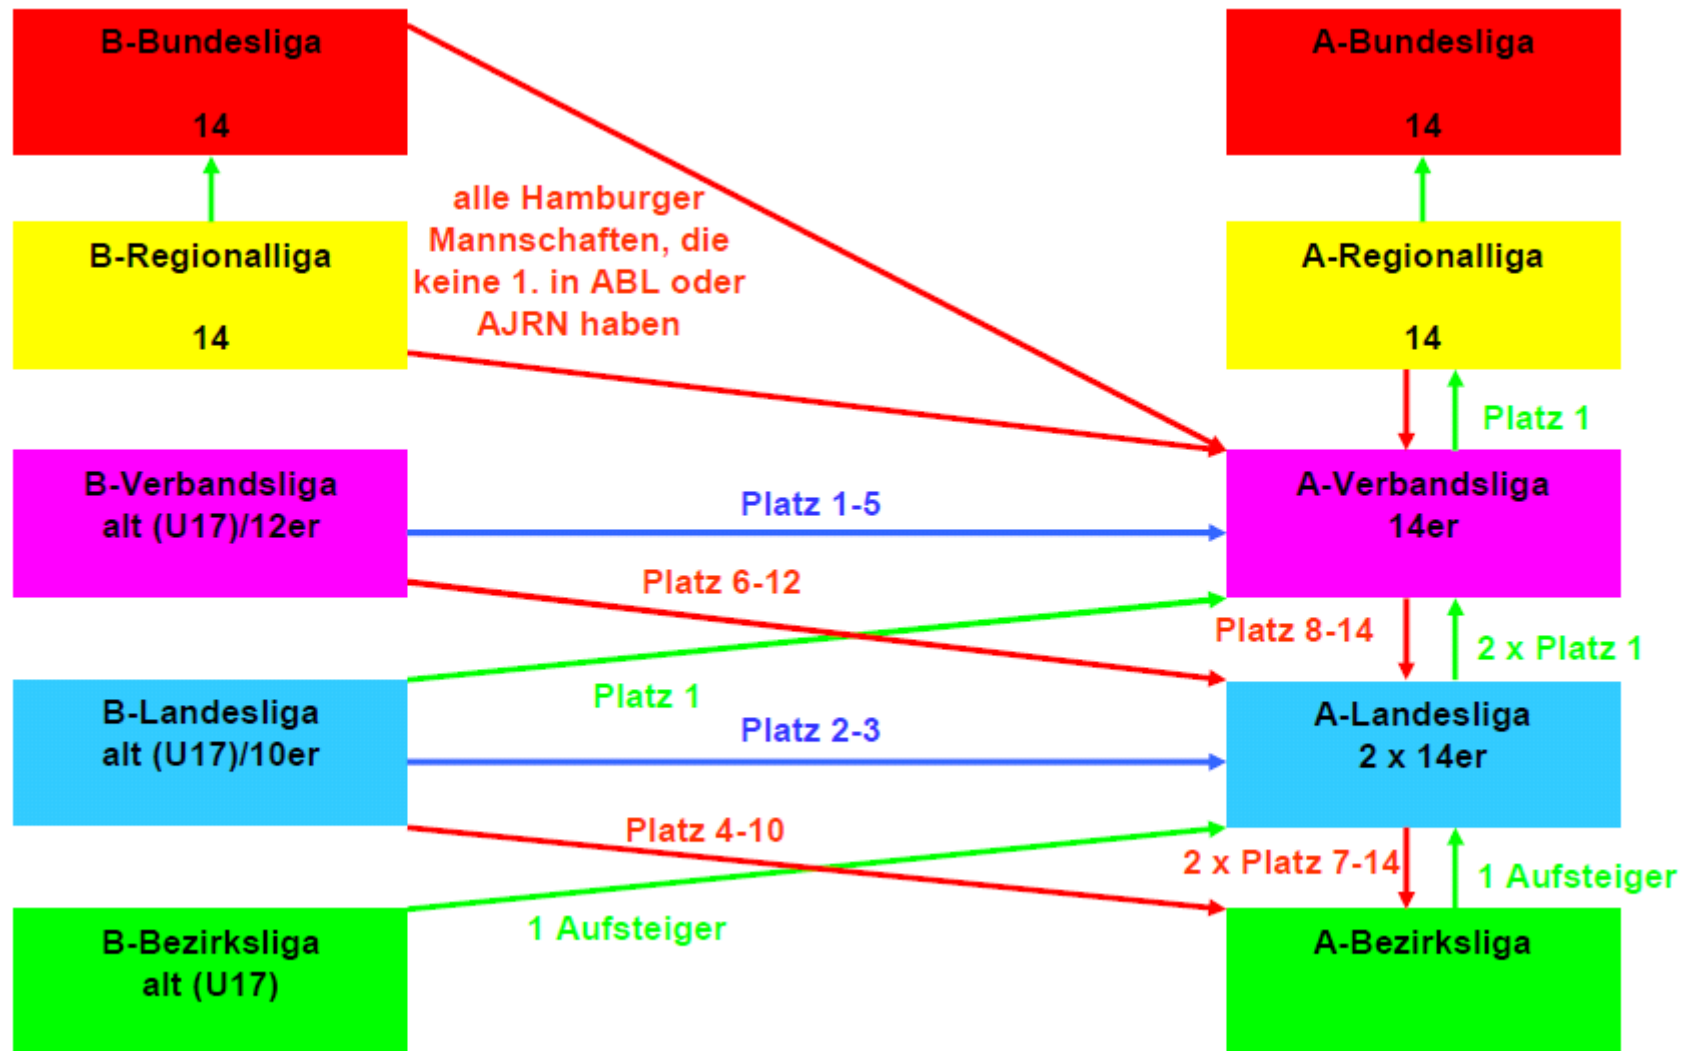 B-Bundesliga
14
A-Bundesliga
14
alle Hamburger
Mannschaften, die
keine 1. in ABL oder
AJRN haben
B-Regionalliga
14
A-Regionalliga
14
Platz 1
B-Verbandsliga
alt (U17)/12er
Platz 1-5
A-Verbandsliga
14er
Platz 6-12
Platz 8-14
2 x Platz 1
Platz 1
B-Landesliga
alt (U17)/10er
Platz 2-3
A-Landesliga
2 x 14er
Platz 4-10
2 x Platz 7-14
1 Aufsteiger
1 Aufsteiger
B-Bezirksliga
alt (U17)
A-Bezirksliga